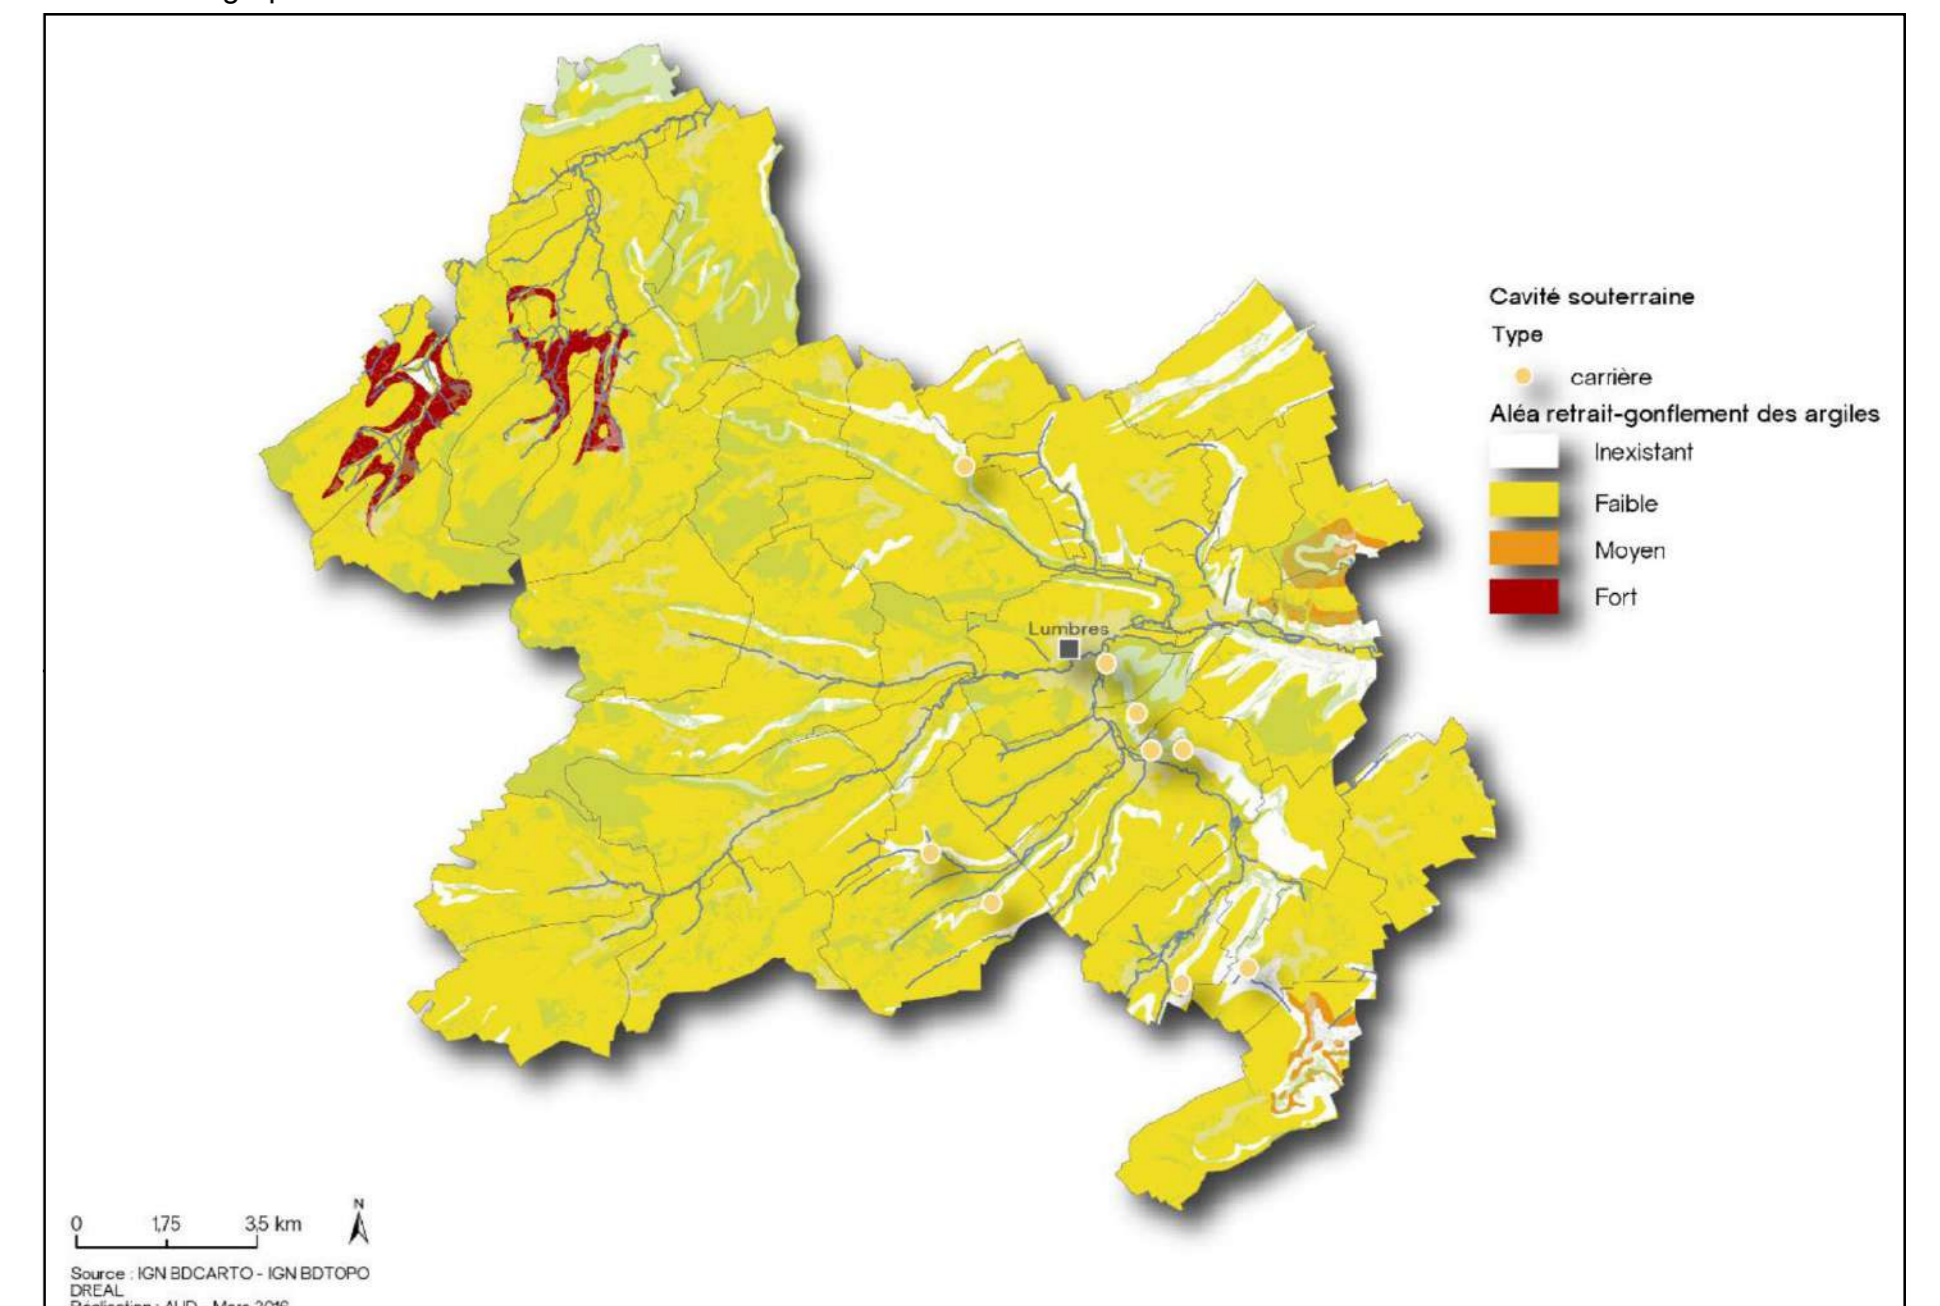 Cavité souterraine
Type
carrière
Aléa retrait-gonflement des argiles
Inexistant
Faible
Moyen
Fort
Lumbres
N
0 1,75 3,5 km
Source : IGN BDCARTO - IGN BDTOPO
DREAL